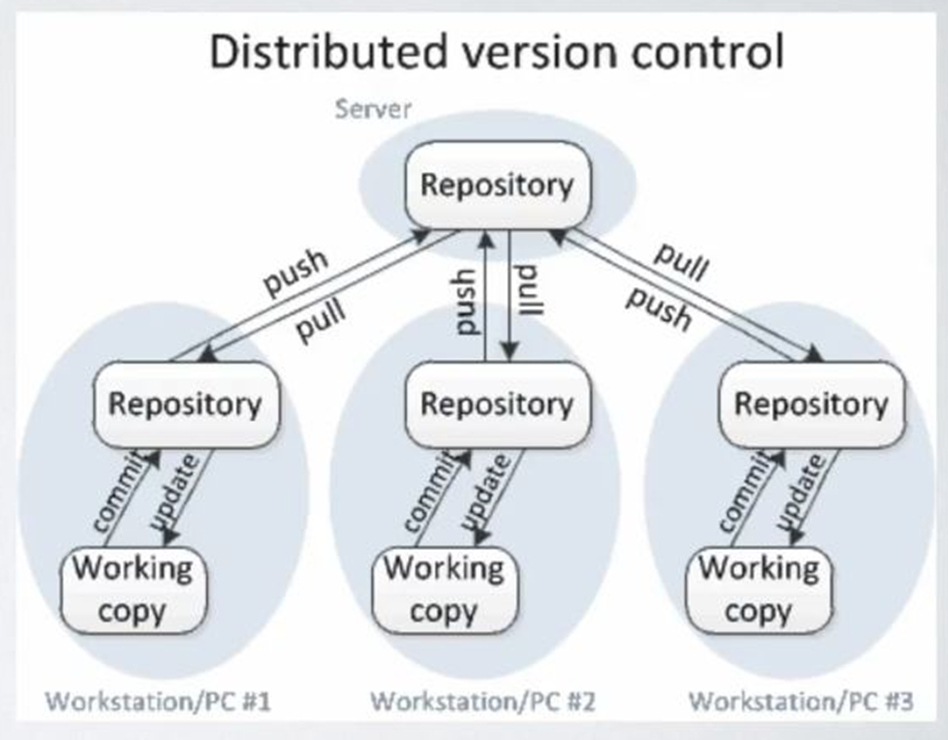 Distributed version control
Server
Repository
push
pull
push
pull
pull
push
Repository
Repository
Repository
commit
update
commit
update
commit
update
Working
copy
Working
copy
Working
copy
Workstation/PC #1
Workstation/PC #2
Workstation/PC #3